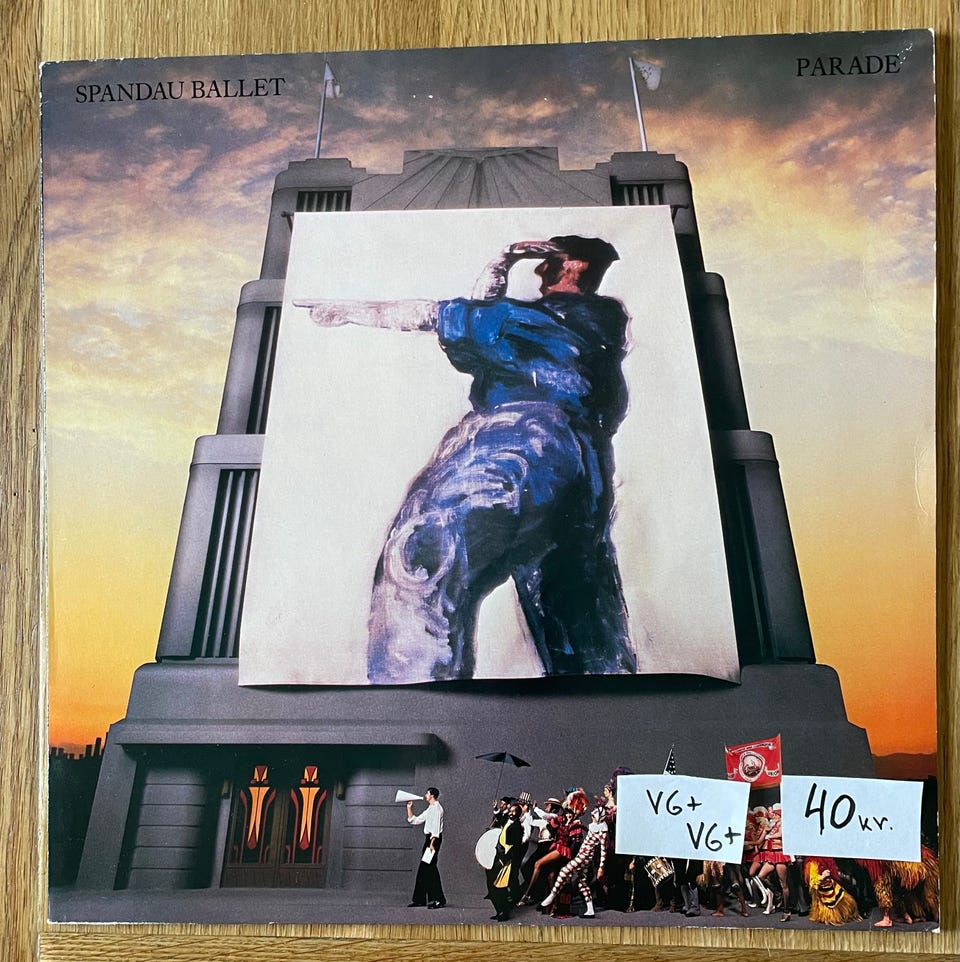 SPANDAU BALLET
PARADE
VG+
VG+
40 kr.